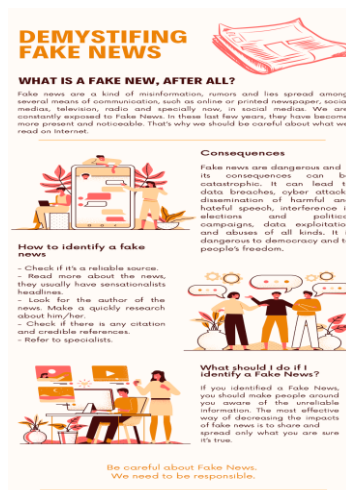 DEMYSTIFING
FAKE NEWS
WHAT IS A FAKE NEW, AFTER ALL?
Fake news are a kind of misinformation, rumors and lies spread among
several means of communication, such as online or printed newspaper, social
medias, television, radio and specially now, in social medias. We are
constantly exposed to Fake News. In these last few years, they have become
more present and noticeable. That's why we should be careful about what we
read on Internet.
Consequences
Fake news are dangerous and
its consequences can b
catastrophic. It can lead t
data breaches, cyber attack
dissemination of harmful an
hateful speech, interference i
elections and politica
campaigns, data exploitatio
and abuses of all kinds. It i
dangerous to democracy and t
people's freedom.
How to identify a fake
news
- Check if it's a reliable source.
- Read more about the news,
they usually have sensationalists
headlines.
- Look for the author of the
news. Make a quickly research
about him/her.
- Check if there is any citation
and credible references.
- Refer to specialists.
What should I do if I
identify a Fake News?
If you identified a Fake News,
you should make people around
you aware of the unreliable
information. The most effective
way of decreasing the impacts
of fake news is to share and
spread only what you are sure
it's true.
Be careful about Fake News.
We need to be responsible.